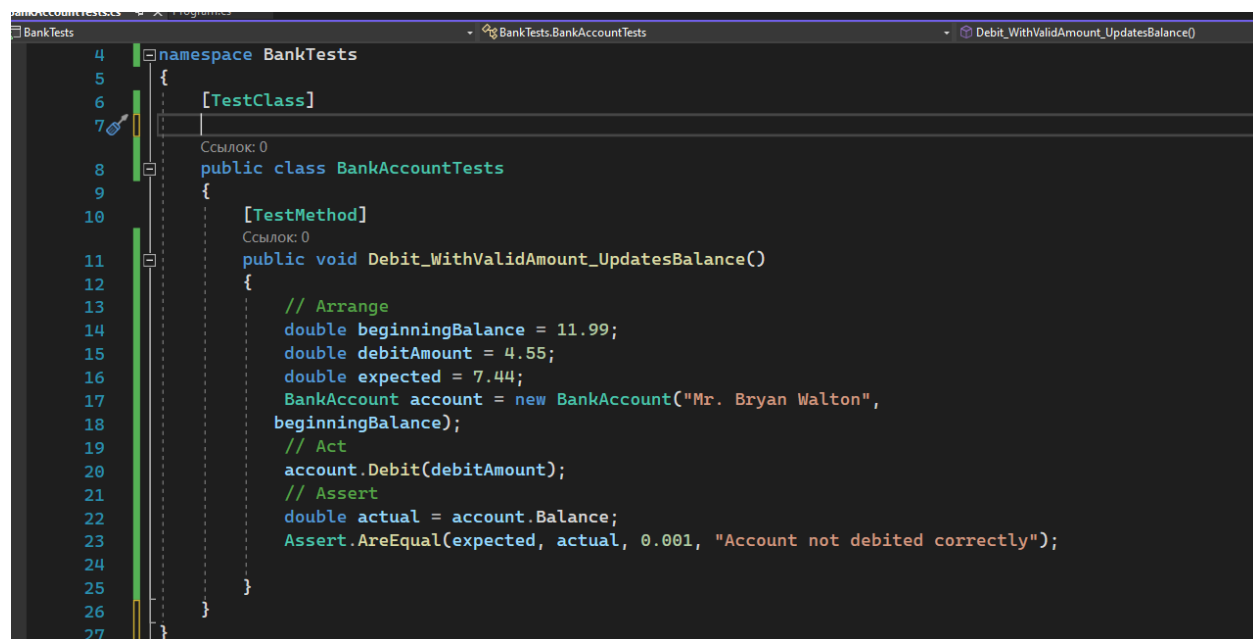 BankAccountTests.cs Program.cs
BankTests BankTests.BankAccountTests Debit_WithValidAmount_UpdatesBalance()
4 namespace BankTests
5 {
6 [TestClass]
7
Ссылок: 0
8 public class BankAccountTests
9 {
10 [TestMethod]
Ссылок: 0
11 public void Debit_WithValidAmount_UpdatesBalance()
12 {
13 // Arrange
14 double beginningBalance = 11.99;
15 double debitAmount = 4.55;
16 double expected = 7.44;
17 BankAccount account = new BankAccount("Mr. Bryan Walton",
18 beginningBalance);
19 // Act
20 account.Debit(debitAmount);
21 // Assert
22 double actual = account.Balance;
23 Assert.AreEqual(expected, actual, 0.001, "Account not debited correctly");
24
25 }
26 }
27 }